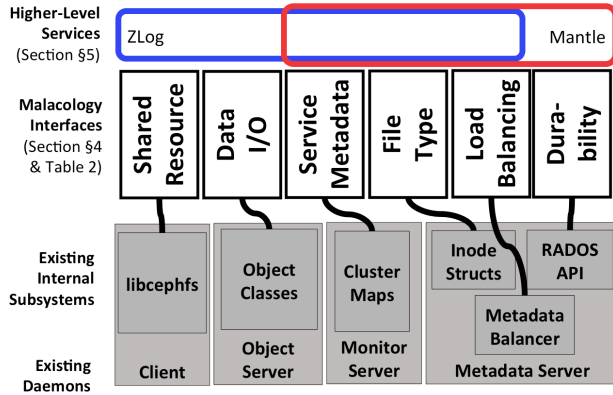 Higher-Level
Services
(Section §5)
ZLog
Mantle
Malacology
Interfaces
(Section §4
& Table 2)
Shared
Resource
Data
I/O
Service
Metadata
File
Type
Load
Balancing
Dura-
bility
Existing
Internal
Subsystems
libcephfs
Object
Classes
Cluster
Maps
Inode
Structs
RADOS
API
Metadata
Balancer
Existing
Daemons
Client
Object
Server
Monitor
Server
Metadata Server